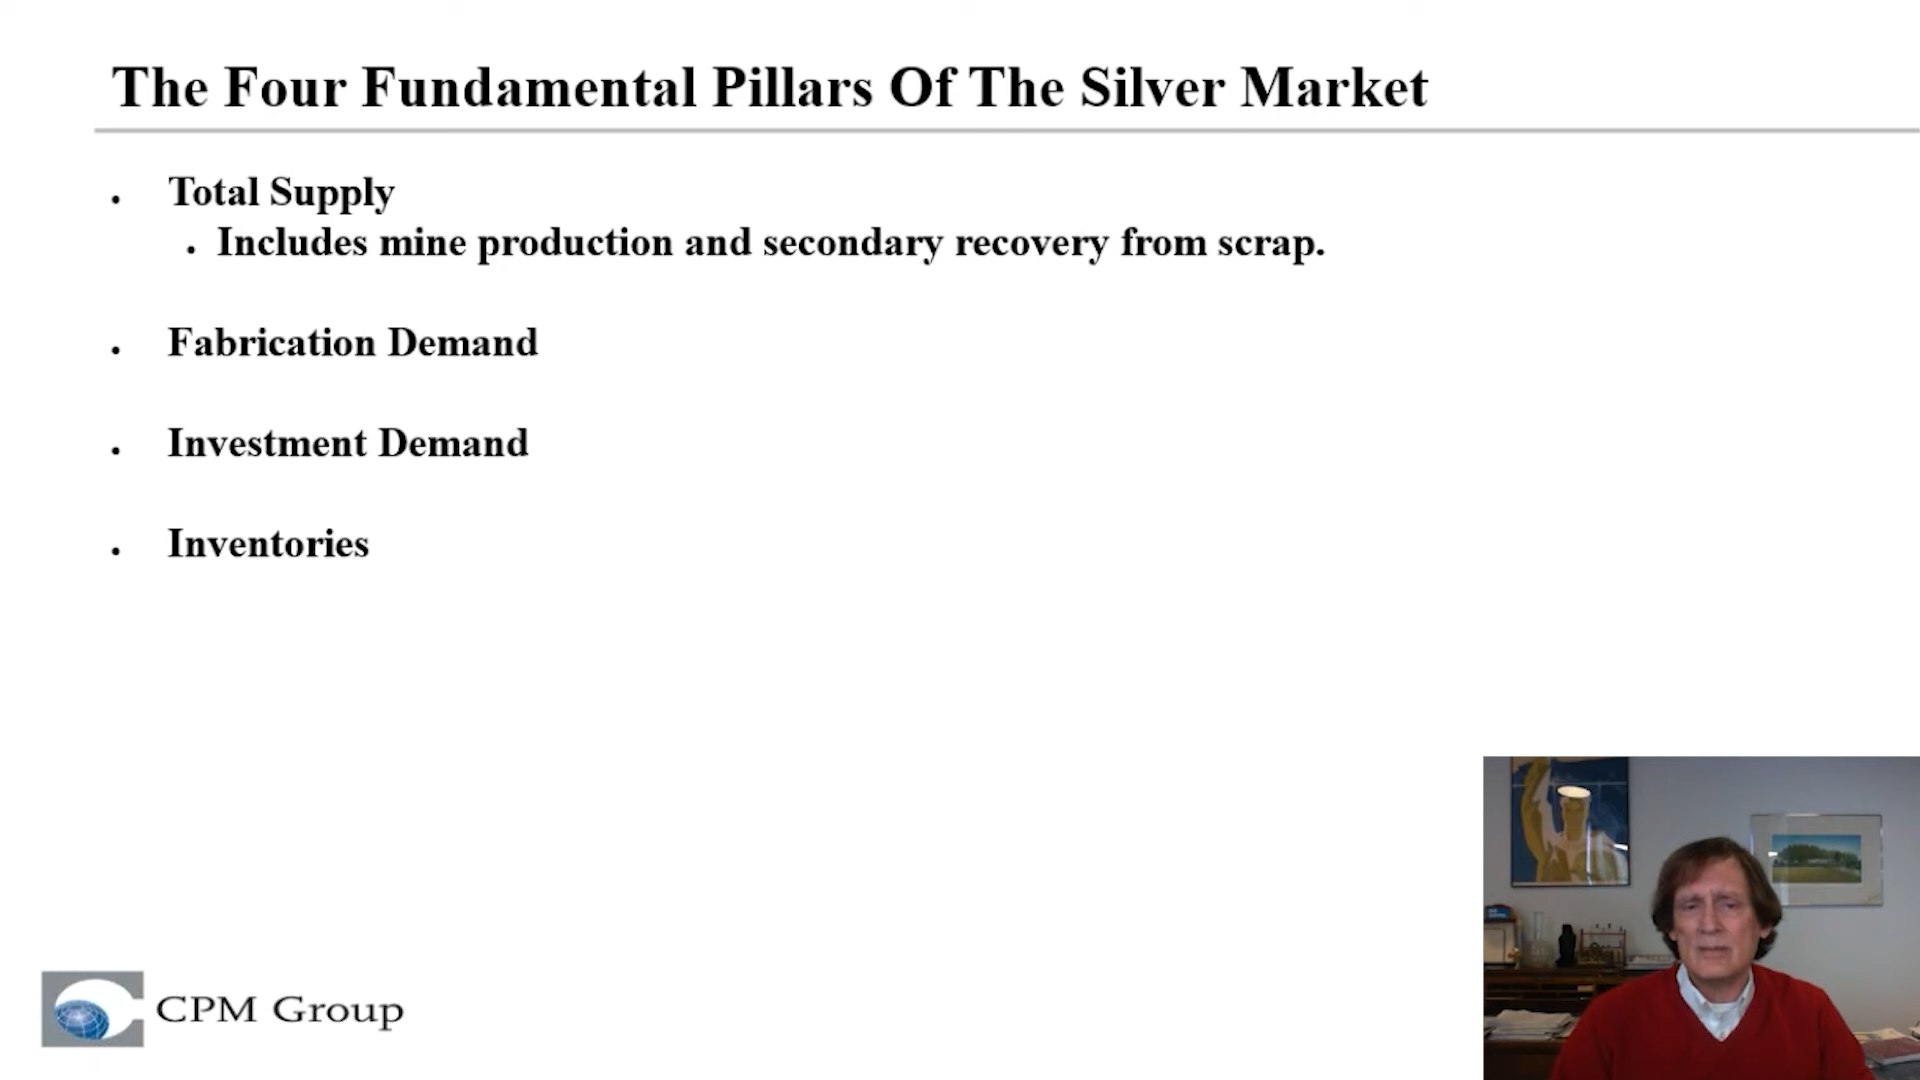 The Four Fundamental Pillars Of The Silver Market
Total Supply
Includes mine production and secondary recovery from scrap.
Fabrication Demand
Investment Demand
Inventories
CPM Group